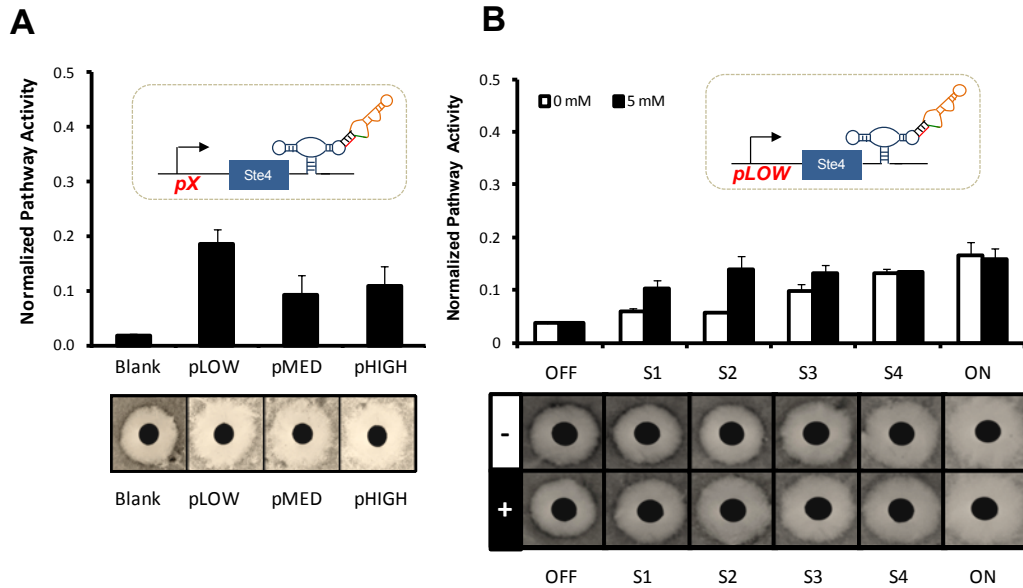 A
Normalized Pathway Activity
0.5
0.4
0.3
0.2
0.1
0.0
pX
Ste4
Blank pLOW pMED pHIGH
Blank pLOW pMED pHIGH
B
Normalized Pathway Activity
0.5
0.4
0.3
0.2
0.1
0
0 mM 5 mM
pLOW
Ste4
OFF S1 S2 S3 S4 ON
-
+
OFF S1 S2 S3 S4 ON